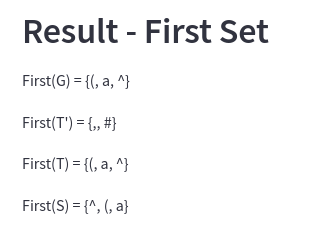 Result - First Set
First(G) = {(, a, ^}
First(T') = {,, #}
First(T) = {(, a, ^}
First(S) = {^, (, a}